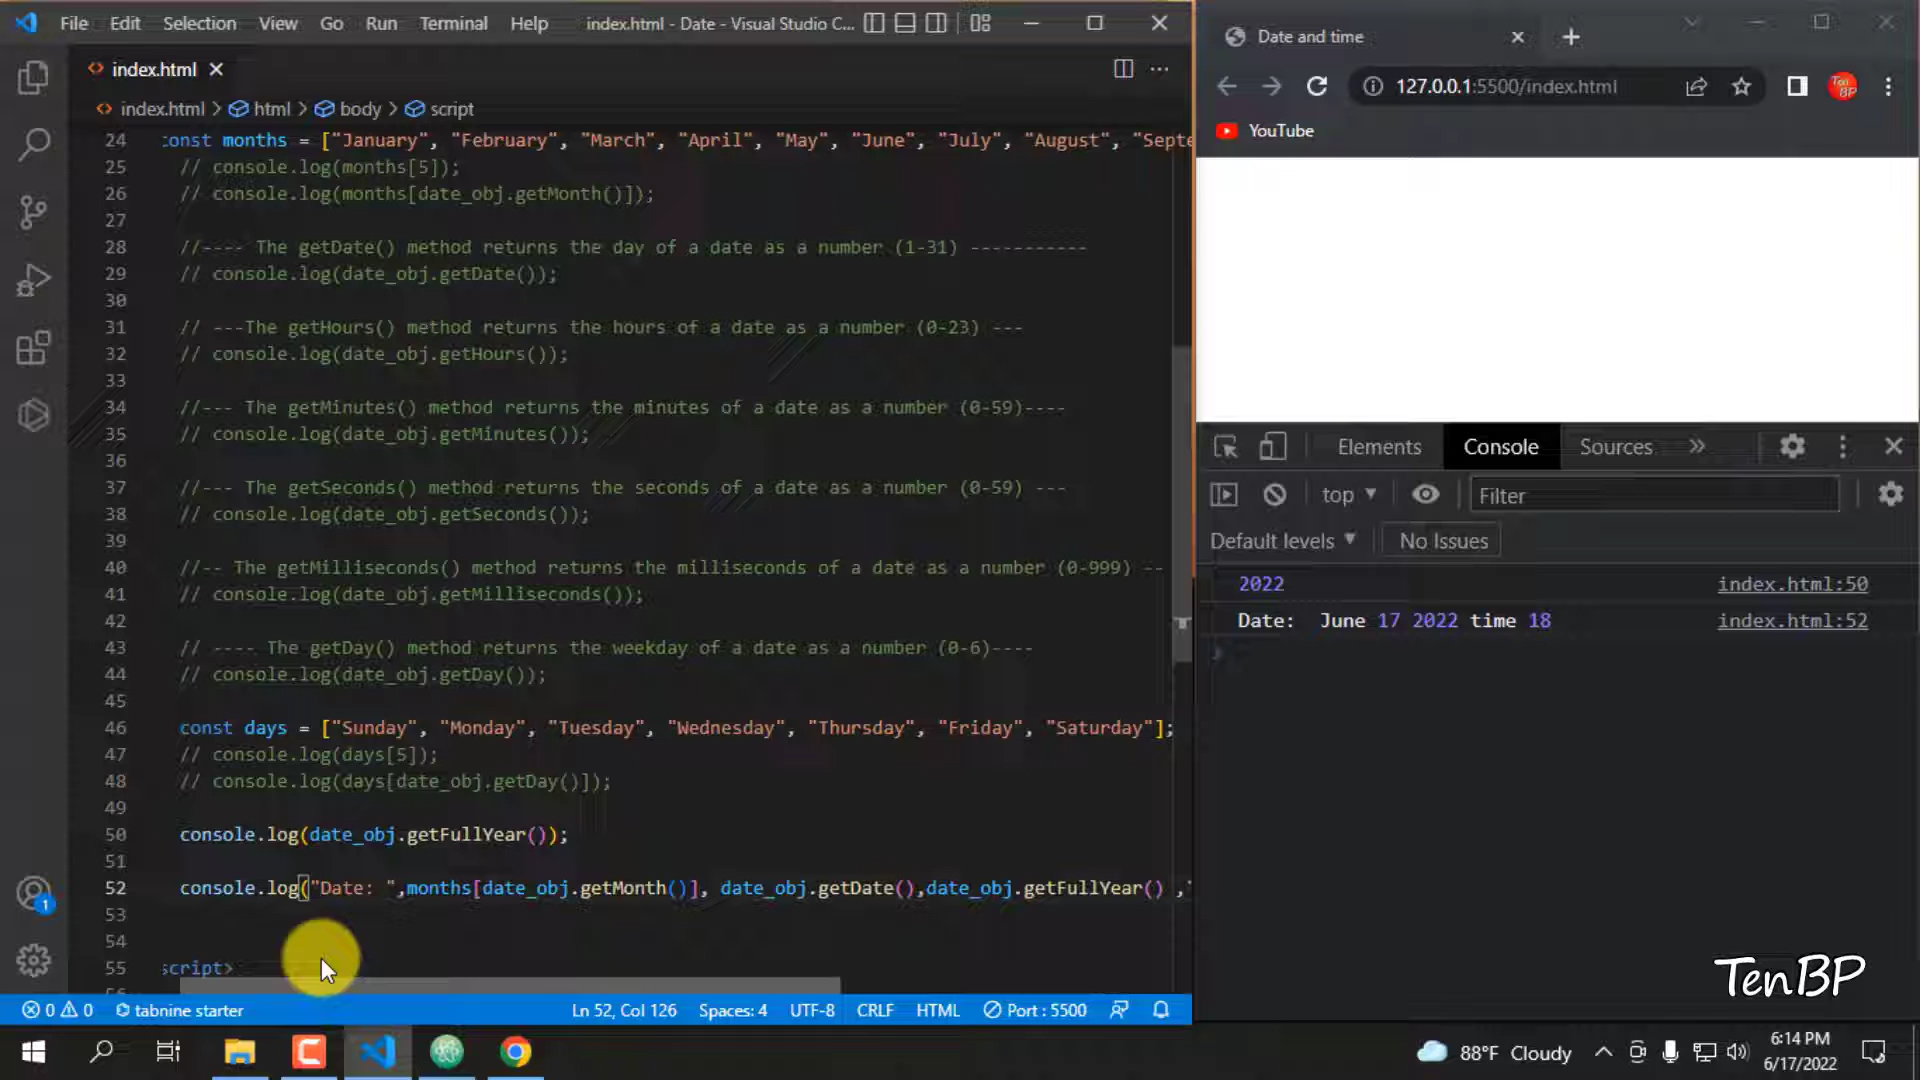 File Edit Selection View Go Run Terminal Help index.html - Date - Visual Studio C...
index.html
index.html > html > body > script
24 const months = ["January", "February", "March", "April", "May", "June", "July", "August", "Septe
25 // console.log(months[5]);
26 // console.log(months[date_obj.getMonth()]);
27
28 //---- The getDate() method returns the day of a date as a number (1-31) -----------
29 // console.log(date_obj.getDate());
30
31 // ---The getHours() method returns the hours of a date as a number (0-23) ---
32 // console.log(date_obj.getHours());
33
34 //--- The getMinutes() method returns the minutes of a date as a number (0-59)----
35 // console.log(date_obj.getMinutes());
36
37 //--- The getSeconds() method returns the seconds of a date as a number (0-59) ---
38 // console.log(date_obj.getSeconds());
39
40 //-- The getMilliseconds() method returns the milliseconds of a date as a number (0-999) --
41 // console.log(date_obj.getMilliseconds());
42
43 // ---- The getDay() method returns the weekday of a date as a number (0-6)----
44 // console.log(date_obj.getDay());
45
46 const days = ["Sunday", "Monday", "Tuesday", "Wednesday", "Thursday", "Friday", "Saturday"];
47 // console.log(days[5]);
48 // console.log(days[date_obj.getDay()]);
49
50 console.log(date_obj.getFullYear());
51
52 console.log("Date: ",months[date_obj.getMonth()], date_obj.getDate(),date_obj.getFullYear() ,
53
54
55 script>
0 0 tabnine starter Ln 52, Col 126 Spaces: 4 UTF-8 CRLF HTML Port : 5500
Date and time
127.0.0.1:5500/index.html
Ten BP
YouTube
Elements Console Sources »
top Filter
Default levels No Issues
2022 index.html:50
Date: June 17 2022 time 18 index.html:52
TenBP
1
88°F Cloudy
6:14 PM
6/17/2022